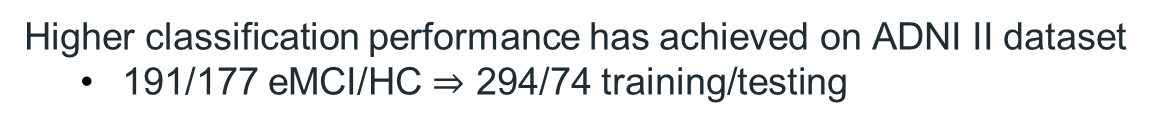 Higher classification performance has achieved on ADNI II dataset
• 191/177 eMCI/HC ⇒ 294/74 training/testing